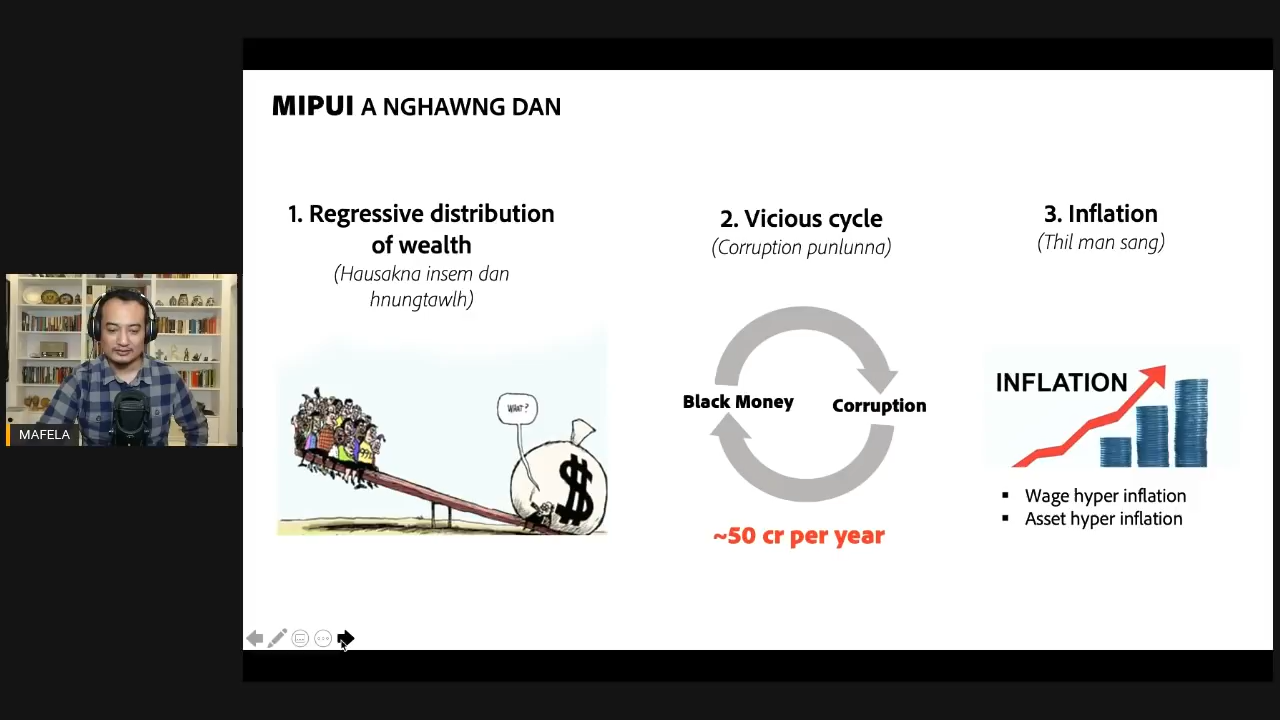 MIPUI A NGHAWNG DAN
1. Regressive distribution
of wealth
(Hausakna insem dan
hnungtawlh)
WHAT?
$
2. Vicious cycle
(Corruption punlunna)
Black Money
Corruption
~50 cr per year
3. Inflation
(Thil man sang)
INFLATION
▪ Wage hyper inflation
▪ Asset hyper inflation
MAFELA